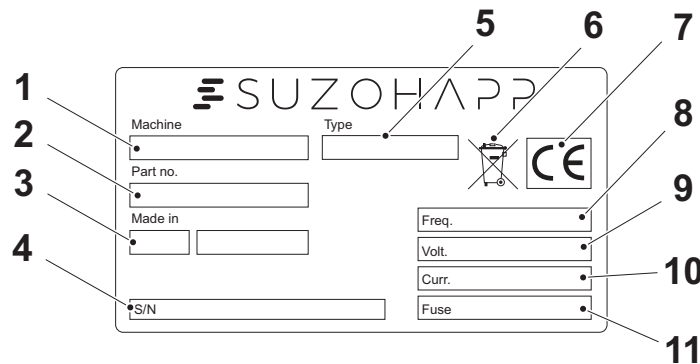 5
6
7
SUZOHAPP
1
Machine
Type
8
2
Part no.
CE
9
3
Made in
Freq.
4
Volt.
10
Curr.
S/N
Fuse
11